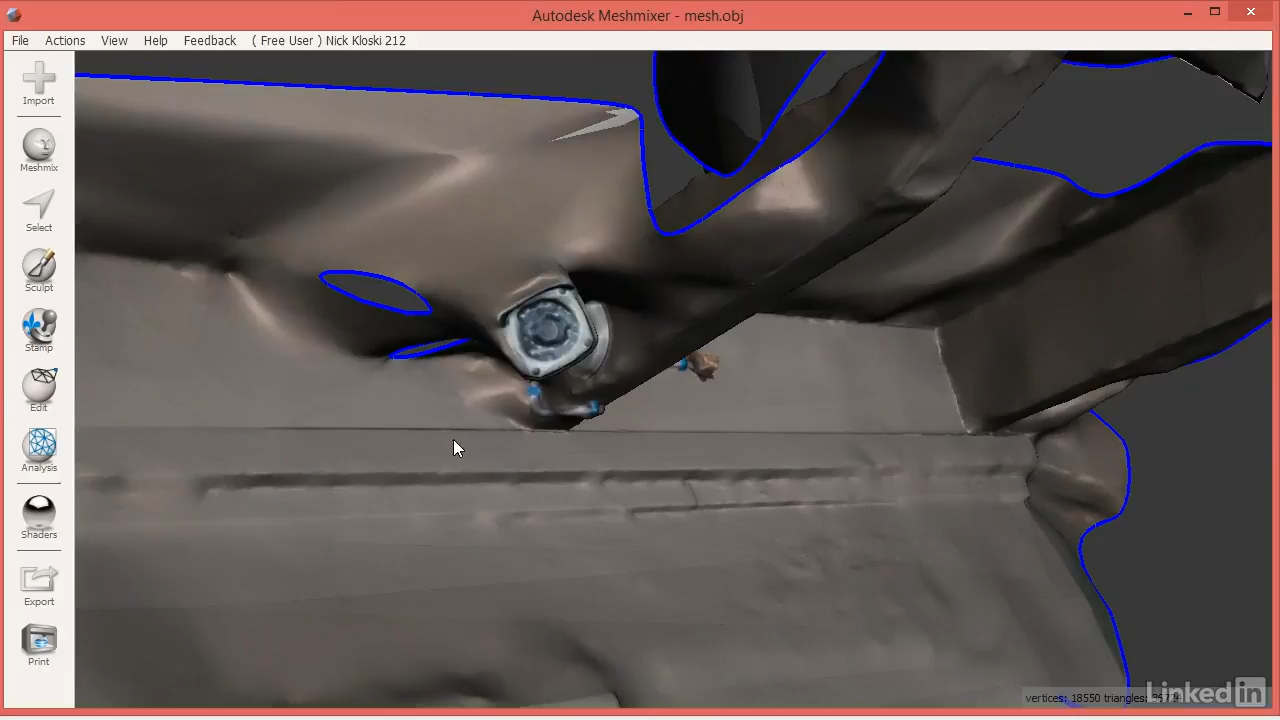 Autodesk Meshmixer - mesh.obj
File Actions View Help Feedback ( Free User ) Nick Kloski 212
Import
Meshmix
Select
Sculpt
Stamp
Edit
Analysis
Shaders
Export
Print
vertices: 18550 triangles:
Linked in